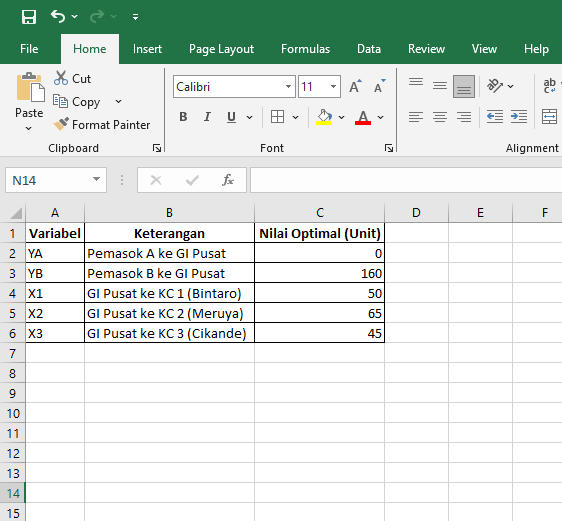 File Home Insert Page Layout Formulas Data Review View Help
Cut
Copy
Format Painter
Paste
Calibri 11 A A ab
B I U A
Clipboard Font Alignment
N14 fx
A B C D E F
1 Variabel Keterangan Nilai Optimal (Unit)
2 YA Pemasok A ke GI Pusat 0
3 YB Pemasok B ke GI Pusat 160
4 X1 GI Pusat ke KC 1 (Bintaro) 50
5 X2 GI Pusat ke KC 2 (Meruya) 65
6 X3 GI Pusat ke KC 3 (Cikande) 45
7
8
9
10
11
12
13
14
15